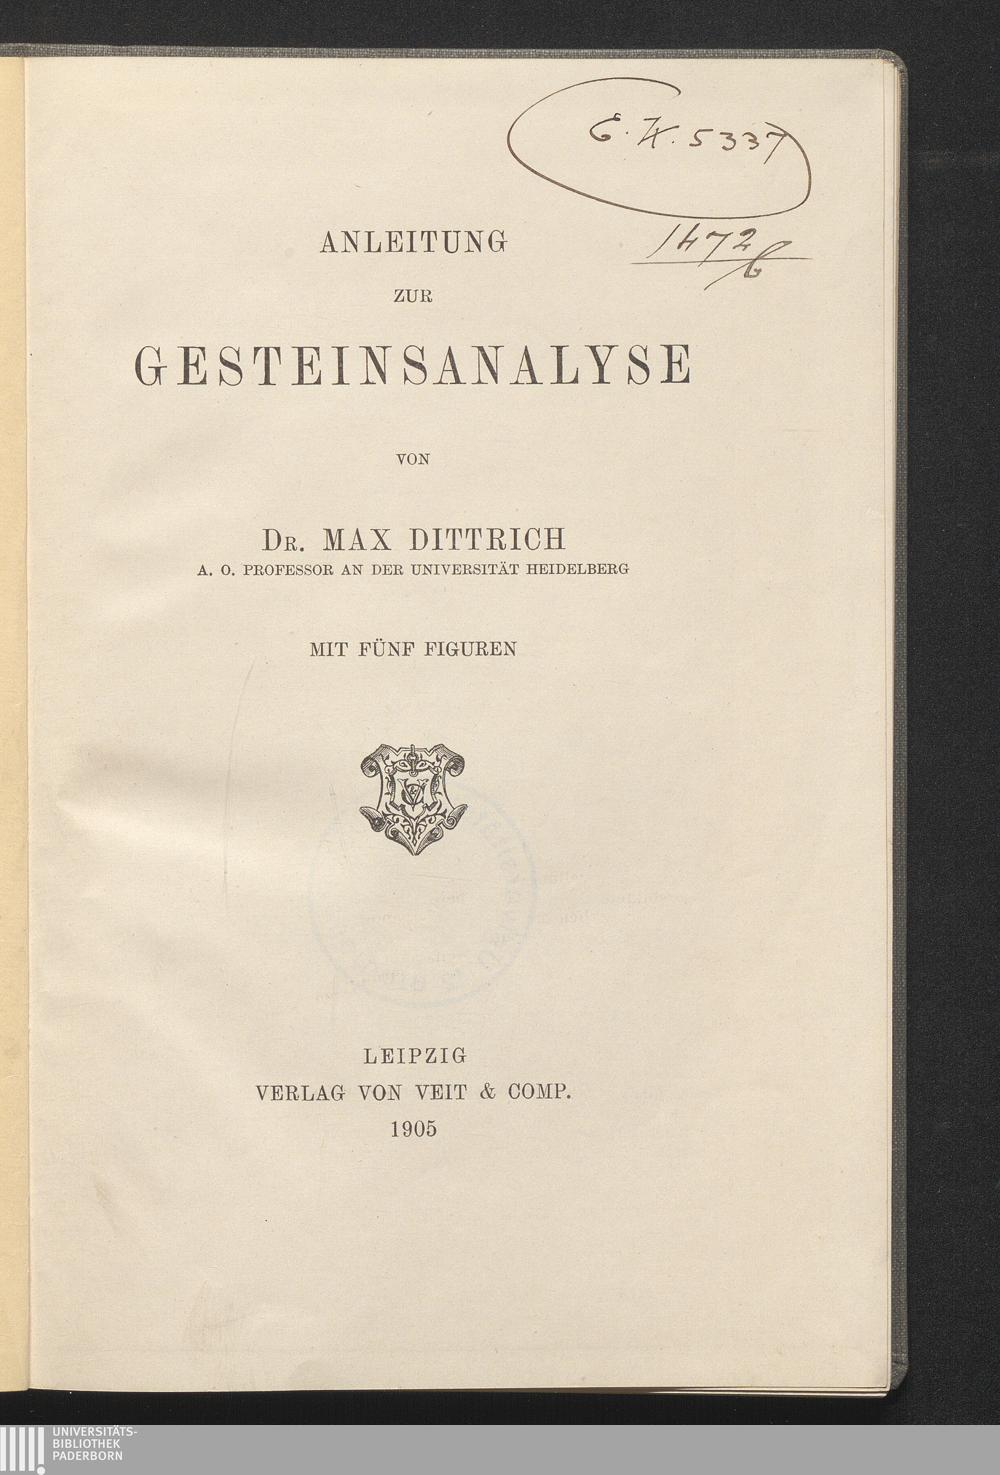 E. K. 5337
1472/6
ANLEITUNG
ZUR
GESTEINSANALYSE
VON
DR. MAX DITTRICH
A. O. PROFESSOR AN DER UNIVERSITÄT HEIDELBERG
MIT FÜNF FIGUREN
LEIPZIG
VERLAG VON VEIT & COMP.
1905
UNIVERSITÄTS-
BIBLIOTHEK
PADERBORN